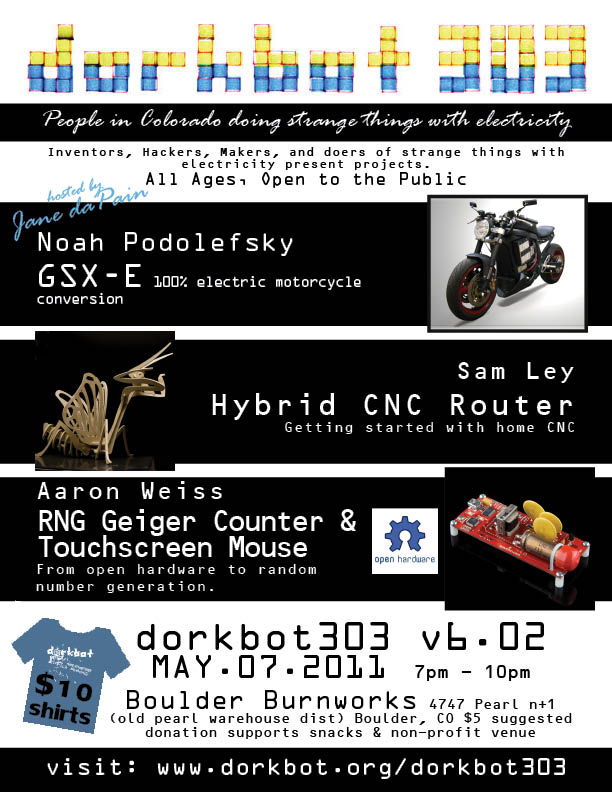 dorkbot 303
People in Colorado doing strange things with electricity
Inventors, Hackers, Makers, and doers of strange things with
electricity present projects.
All Ages, Open to the Public
hosted by
Jane da Pain
Noah Podolefsky
GSX-E 100% electric motorcycle
conversion
Sam Ley
Hybrid CNC Router
Getting started with home CNC
Aaron Weiss
RNG Geiger Counter &
Touchscreen Mouse
From open hardware to random
number generation.
open hardware
dorkbot
$10
shirts
dorkbot303 v6.02
MAY.07.2011 7pm - 10pm
Boulder Burnworks 4747 Pearl n+1
(old pearl warehouse dist) Boulder, CO $5 suggested
donation supports snacks & non-profit venue
visit: www.dorkbot.org/dorkbot303